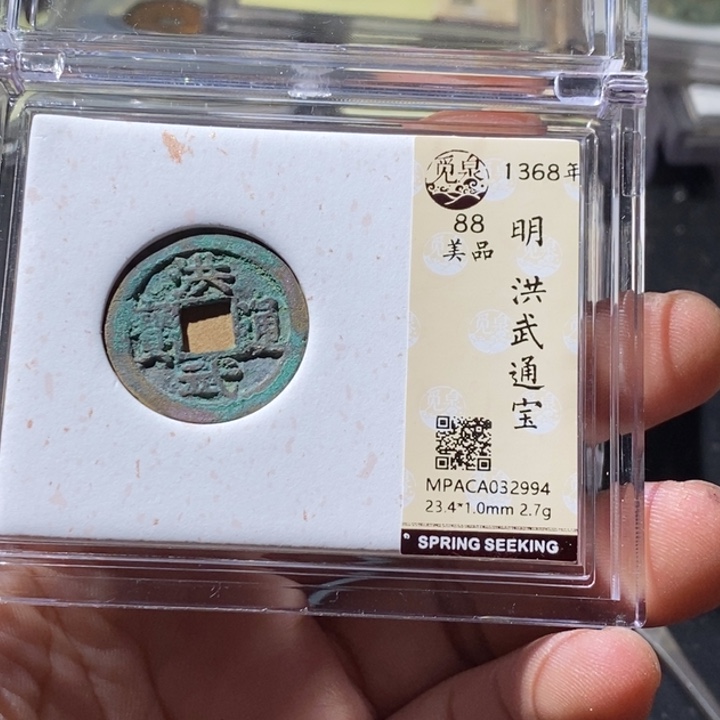 觅泉
1368年
88
美品
明 洪武通宝
MPACA032994
23.4*1.0mm 2.7g
SPRING SEEKING
洪武通寶